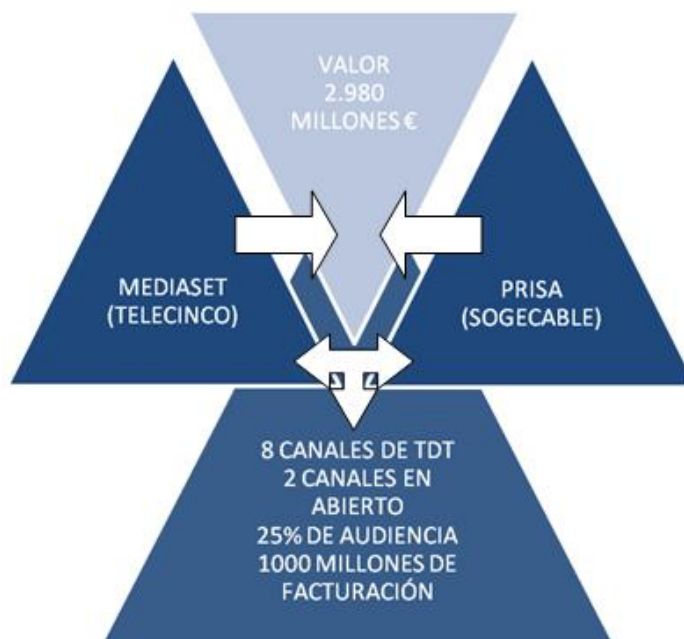 VALOR
2.980
MILLONES €
MEDIASET
(TELECINCO)
PRISA
(SOGECABLE)
8 CANALES DE TDT
2 CANALES EN
ABIERTO
25% DE AUDIENCIA
1000 MILLONES DE
FACTURACIÓN